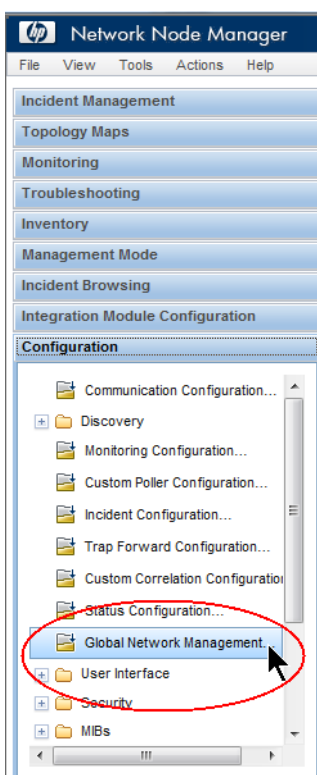 hp Network Node Manager
File View Tools Actions Help
Incident Management
Topology Maps
Monitoring
Troubleshooting
Inventory
Management Mode
Incident Browsing
Integration Module Configuration
Configuration
Communication Configuration...
Discovery
Monitoring Configuration...
Custom Poller Configuration...
Incident Configuration...
Trap Forward Configuration...
Custom Correlation Configuration
Status Configuration...
Global Network Management...
User Interface
Security
MIBs